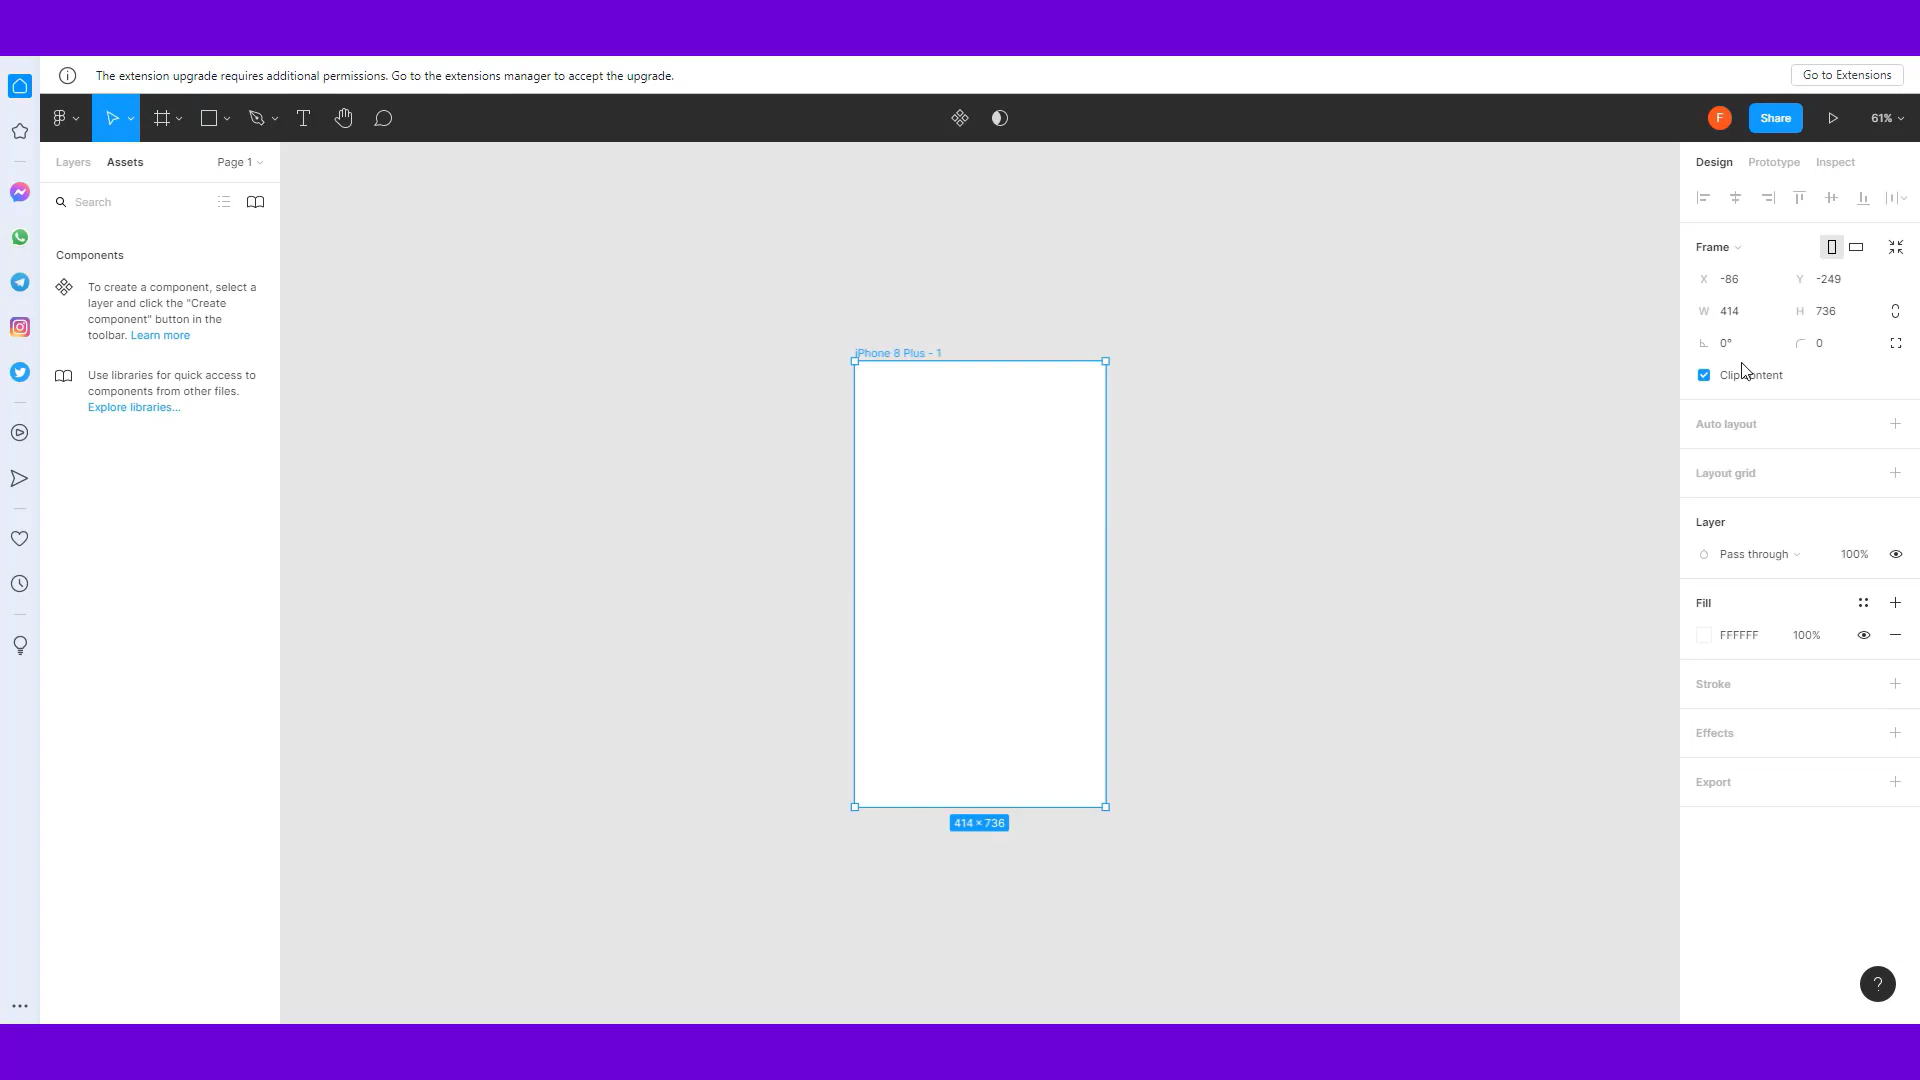 The extension upgrade requires additional permissions. Go to the extensions manager to accept the upgrade.
Go to Extensions
F
Share
61%
Layers
Assets
Page 1
Search
Components
To create a component, select a
layer and click the "Create
component" button in the
toolbar. Learn more
Use libraries for quick access to
components from other files.
Explore libraries...
iPhone 8 Plus - 1
414 × 736
Design
Prototype
Inspect
Frame
X -86
Y -249
W 414
H 736
0°
0
Auto layout
Layout grid
Layer
Pass through
100%
Fill
FFFFFF
100%
Stroke
Effects
Export
?